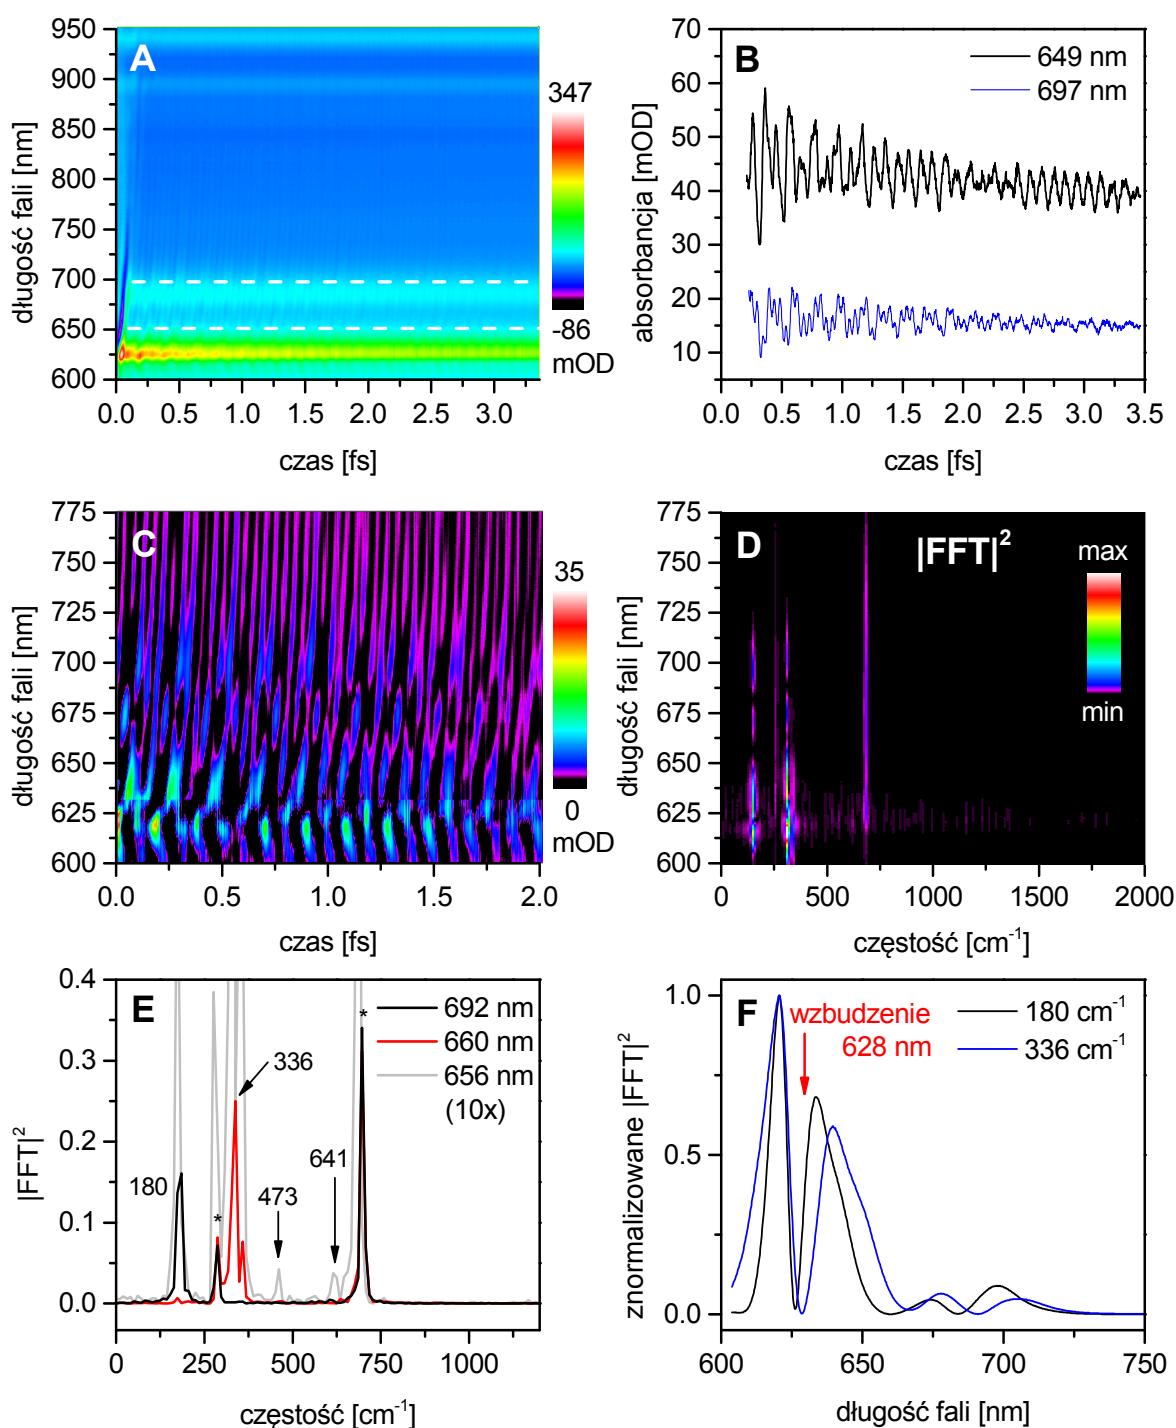 A
długość fali [nm]
950
900
850
800
750
700
650
600
0.0 0.5 1.0 1.5 2.0 2.5 3.0
czas [fs]
347
-86
mOD
B
649 nm
697 nm
absorbancja [mOD]
70
60
50
40
30
20
10
0.0 0.5 1.0 1.5 2.0 2.5 3.0 3.5
czas [fs]
C
długość fali [nm]
775
750
725
700
675
650
625
600
0.0 0.5 1.0 1.5 2.0
czas [fs]
35
0
mOD
D
|FFT|²
max
min
długość fali [nm]
775
750
725
700
675
650
625
600
0 500 1000 1500 2000
częstość [cm⁻¹]
E
692 nm
660 nm
656 nm
(10x)
|FFT|²
0.4
0.3
0.2
0.1
0.0
180
*
336
473
641
*
0 250 500 750 1000
częstość [cm⁻¹]
F
wzbudzenie
628 nm
180 cm⁻¹
336 cm⁻¹
znormalizowane |FFT|²
1.0
0.5
0.0
600 650 700 750
długość fali [nm]